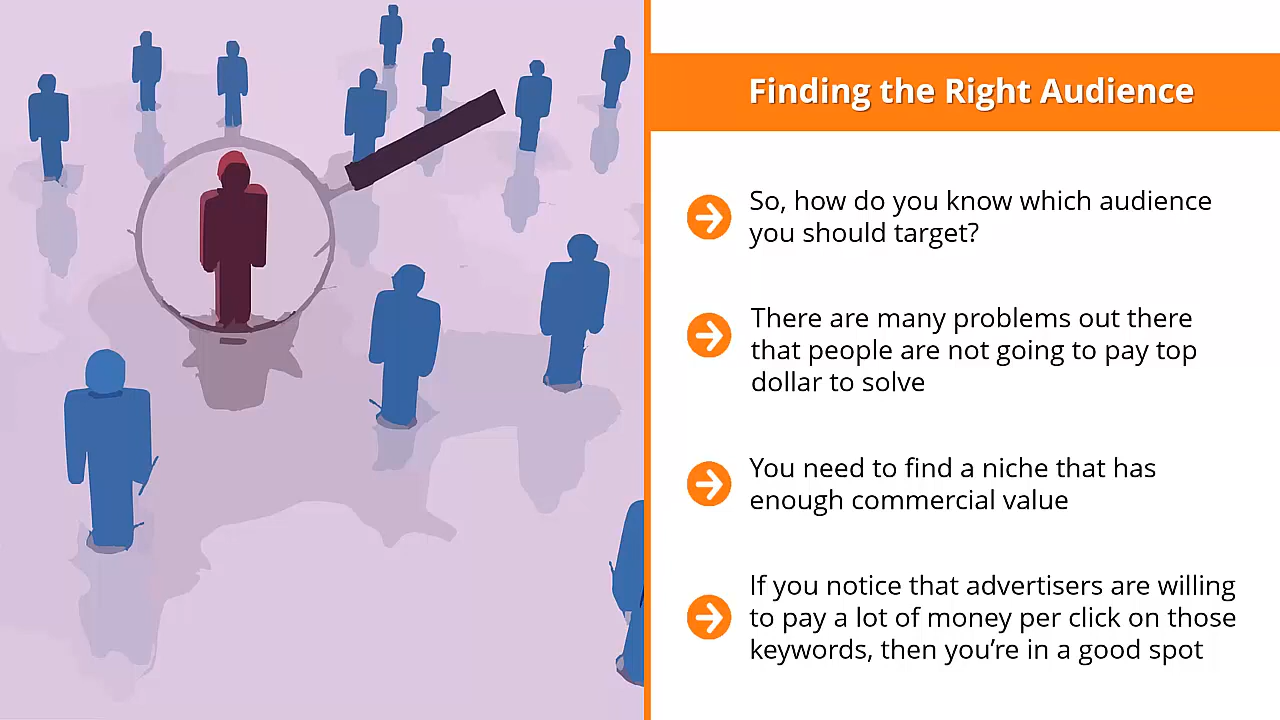 Finding the Right Audience
So, how do you know which audience
you should target?
There are many problems out there
that people are not going to pay top
dollar to solve
You need to find a niche that has
enough commercial value
If you notice that advertisers are willing
to pay a lot of money per click on those
keywords, then you’re in a good spot